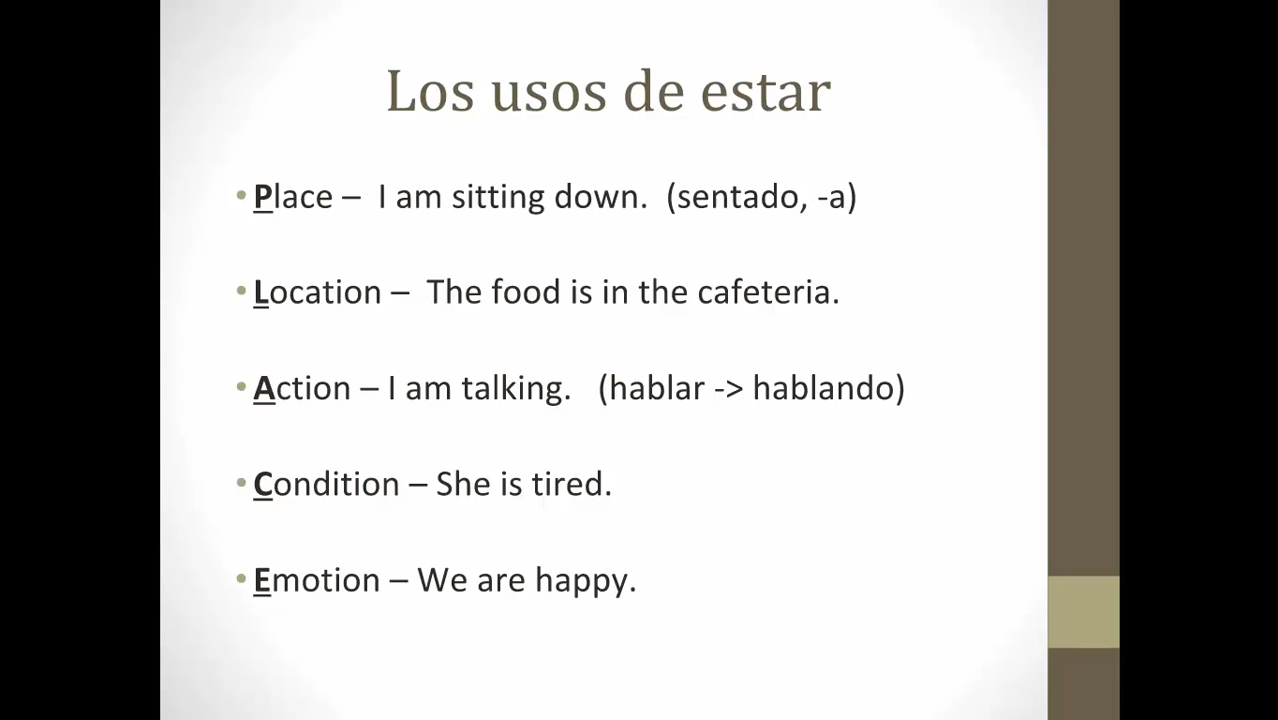 Los usos de estar
• Place – I am sitting down. (sentado, -a)
• Location – The food is in the cafeteria.
• Action – I am talking. (hablar -> hablando)
• Condition – She is tired.
• Emotion – We are happy.